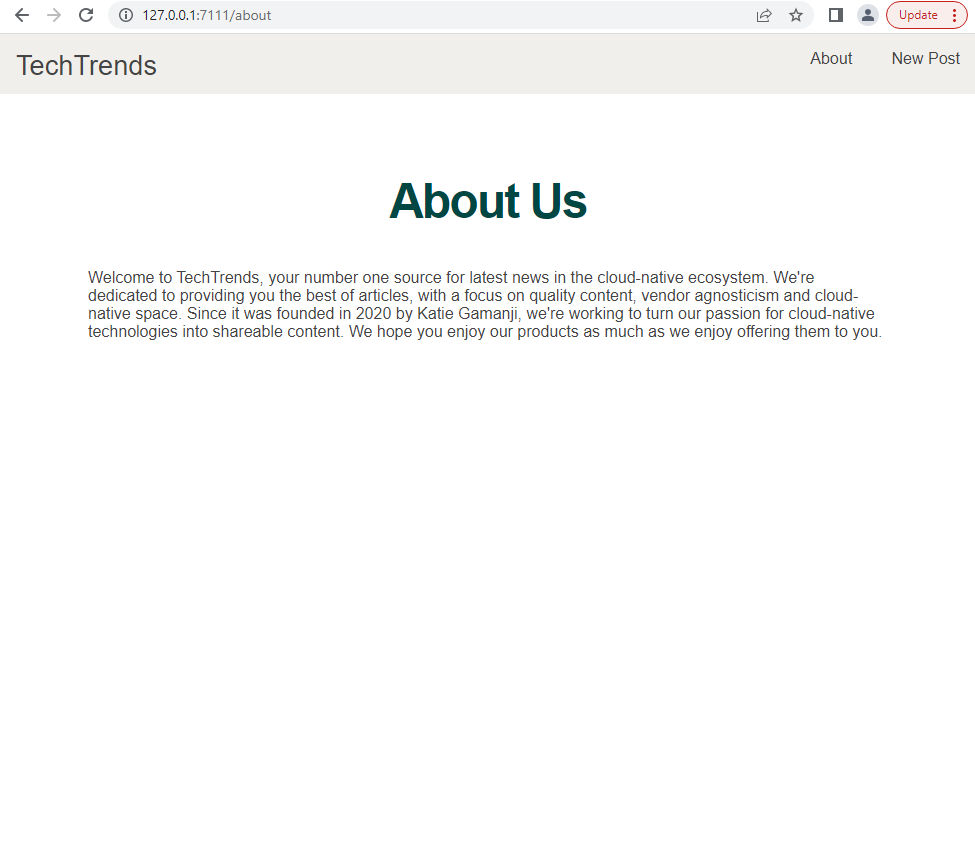 127.0.0.1:7111/about
Update
TechTrends
About
New Post
About Us
Welcome to TechTrends, your number one source for latest news in the cloud-native ecosystem. We're
dedicated to providing you the best of articles, with a focus on quality content, vendor agnosticism and cloud-
native space. Since it was founded in 2020 by Katie Gamanji, we're working to turn our passion for cloud-native
technologies into shareable content. We hope you enjoy our products as much as we enjoy offering them to you.